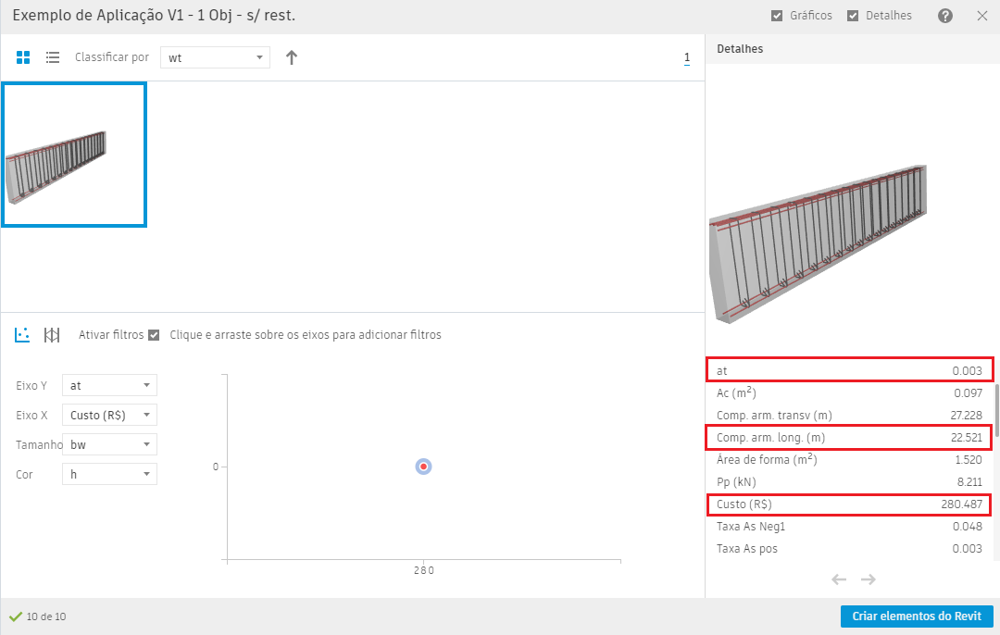 Exemplo de Aplicação V1 - 1 Obj - s/ rest.
Gráficos Detalhes ?
Classificar por wt 1
Detalhes
Ativar filtros Clique e arraste sobre os eixos para adicionar filtros
Eixo Y at
Eixo X Custo (R$)
Tamanho bw
Cor h
0
280
at 0.003
Ac (m²) 0.097
Comp. arm. transv (m) 27.228
Comp. arm. long. (m) 22.521
Área de forma (m²) 1.520
Pp (kN) 8.211
Custo (R$) 280.487
Taxa As Neg1 0.048
Taxa As pos 0.003
10 de 10
Criar elementos do Revit